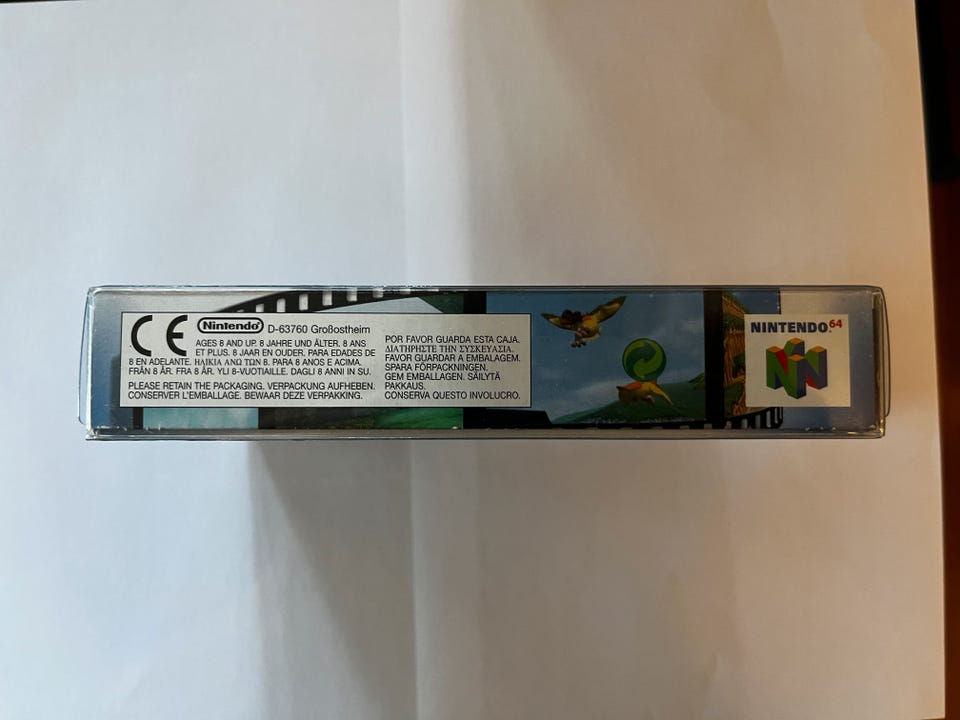 CE
Nintendo® D-63760 Großostheim
AGES 8 AND UP. 8 JAHRE UND ÄLTER. 8 ANS
ET PLUS. 8 JAAR EN OUDER. PARA EDADES DE
8 EN ADELANTE. ΗΛΙΚΙΑ ΑΝΩ ΤΩΝ 8. PARA 8 ANOS E ACIMA.
FRÅN 8 ÅR. FRA 8 ÅR. YLI 8-VUOTIAILLE. DAGLI 8 ANNI IN SU.
PLEASE RETAIN THE PACKAGING. VERPACKUNG AUFHEBEN.
CONSERVER L'EMBALLAGE. BEWAAR DEZE VERPAKKING.
POR FAVOR GUARDA ESTA CAJA.
ΔΙΑΤΗΡΗΣΤΕ ΤΗΝ ΣΥΣΚΕΥΑΣΙΑ.
FAVOR GUARDAR A EMBALAGEM.
SPARA FÖRPACKNINGEN.
GEM EMBALLAGEN. SÄILYTÄ
PAKKAUS.
CONSERVA QUESTO INVOLUCRO.
NINTENDO64